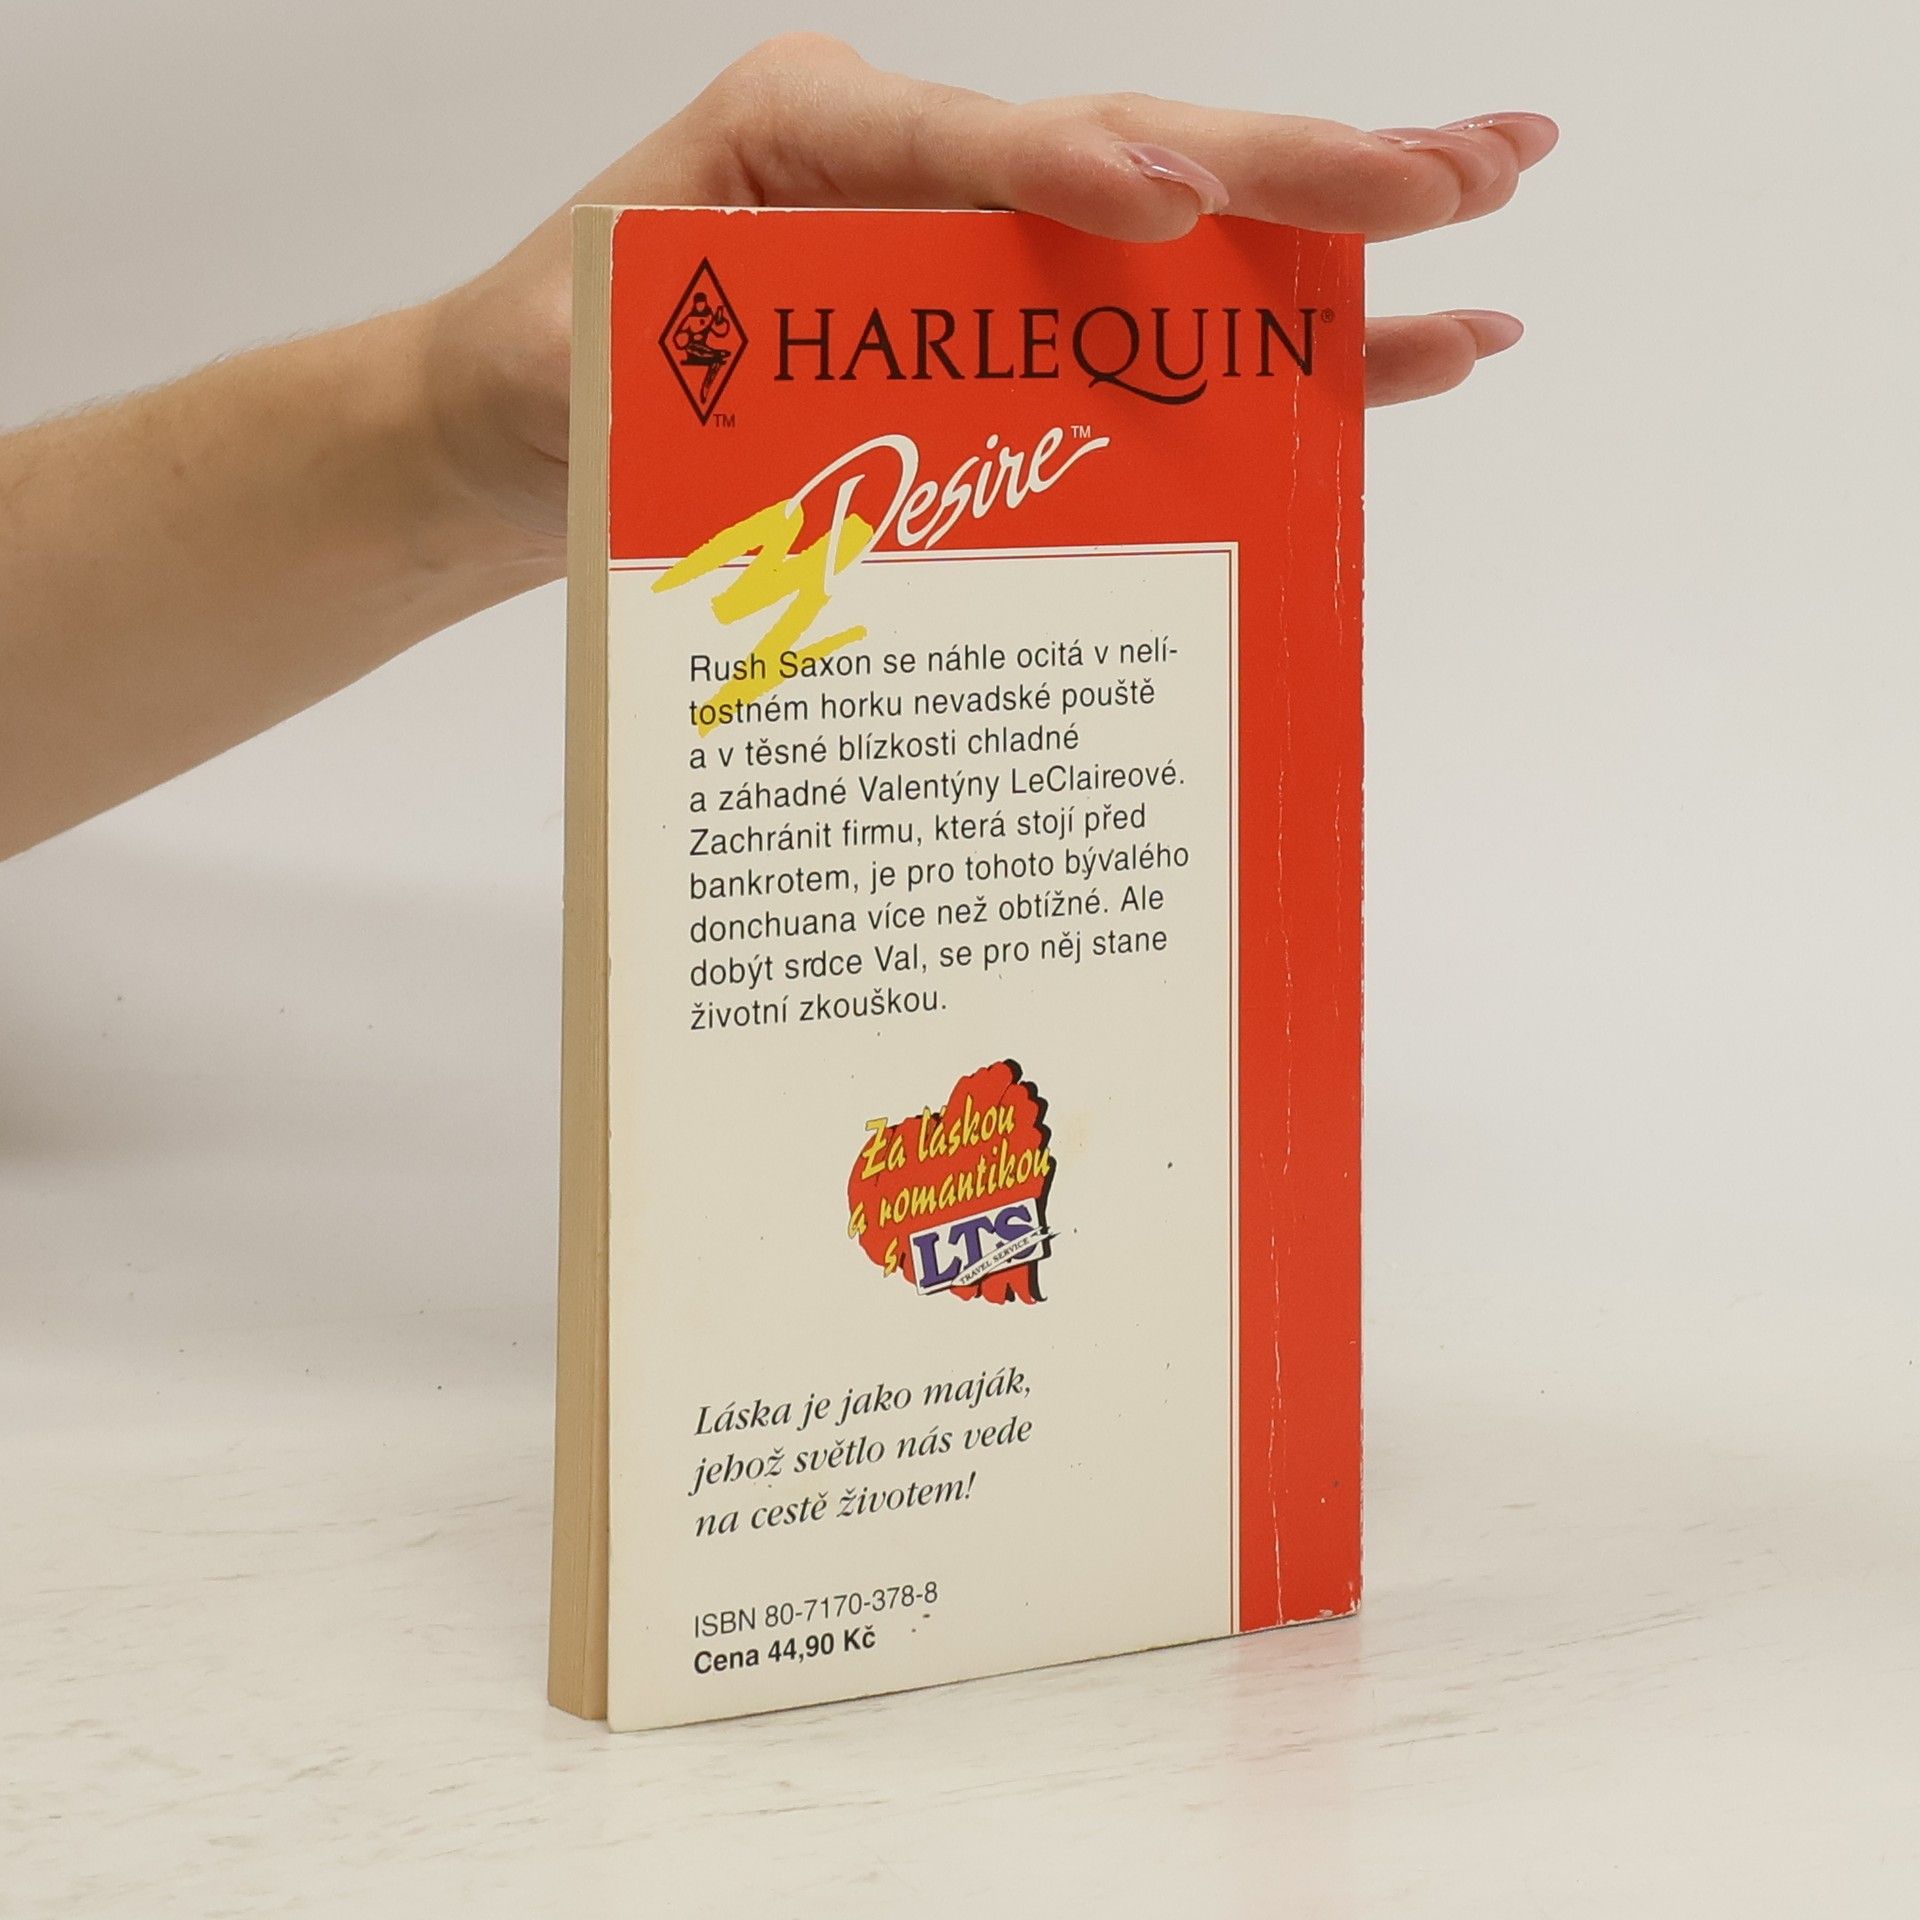 HARLEQUIN®
TM
Desire™
Rush Saxon se náhle ocitá v nelí-
tostném horku nevadské pouště
a v těsné blízkosti chladné
a záhadné Valentýny LeClaireové.
Zachránit firmu, která stojí před
bankrotem, je pro tohoto bývalého
donchuana více než obtížné. Ale
dobýt srdce Val, se pro něj stane
životní zkouškou.
Za láskou
a romantikou
s LTS
TRAVEL SERVICE
Láska je jako maják,
jehož světlo nás vede
na cestě životem!
ISBN 80-7170-378-8
Cena 44,90 Kč